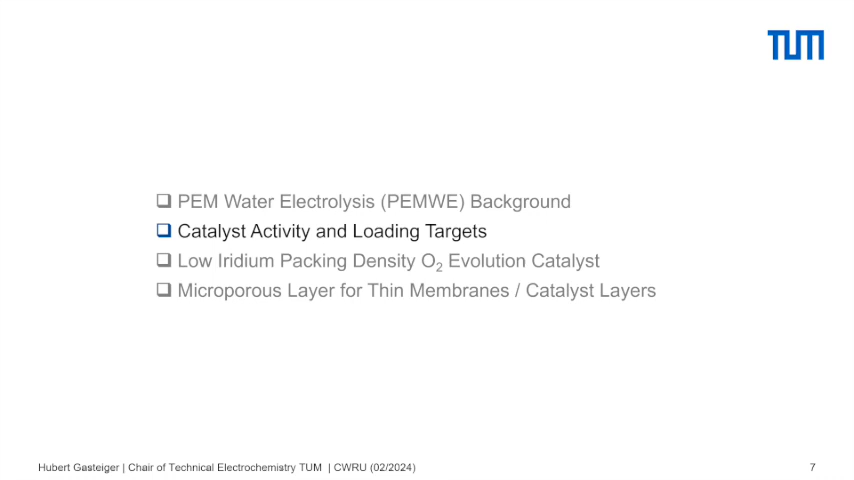 TUM
❑ PEM Water Electrolysis (PEMWE) Background
❑ Catalyst Activity and Loading Targets
❑ Low Iridium Packing Density O₂ Evolution Catalyst
❑ Microporous Layer for Thin Membranes / Catalyst Layers
Hubert Gasteiger | Chair of Technical Electrochemistry TUM | CWRU (02/2024) 7